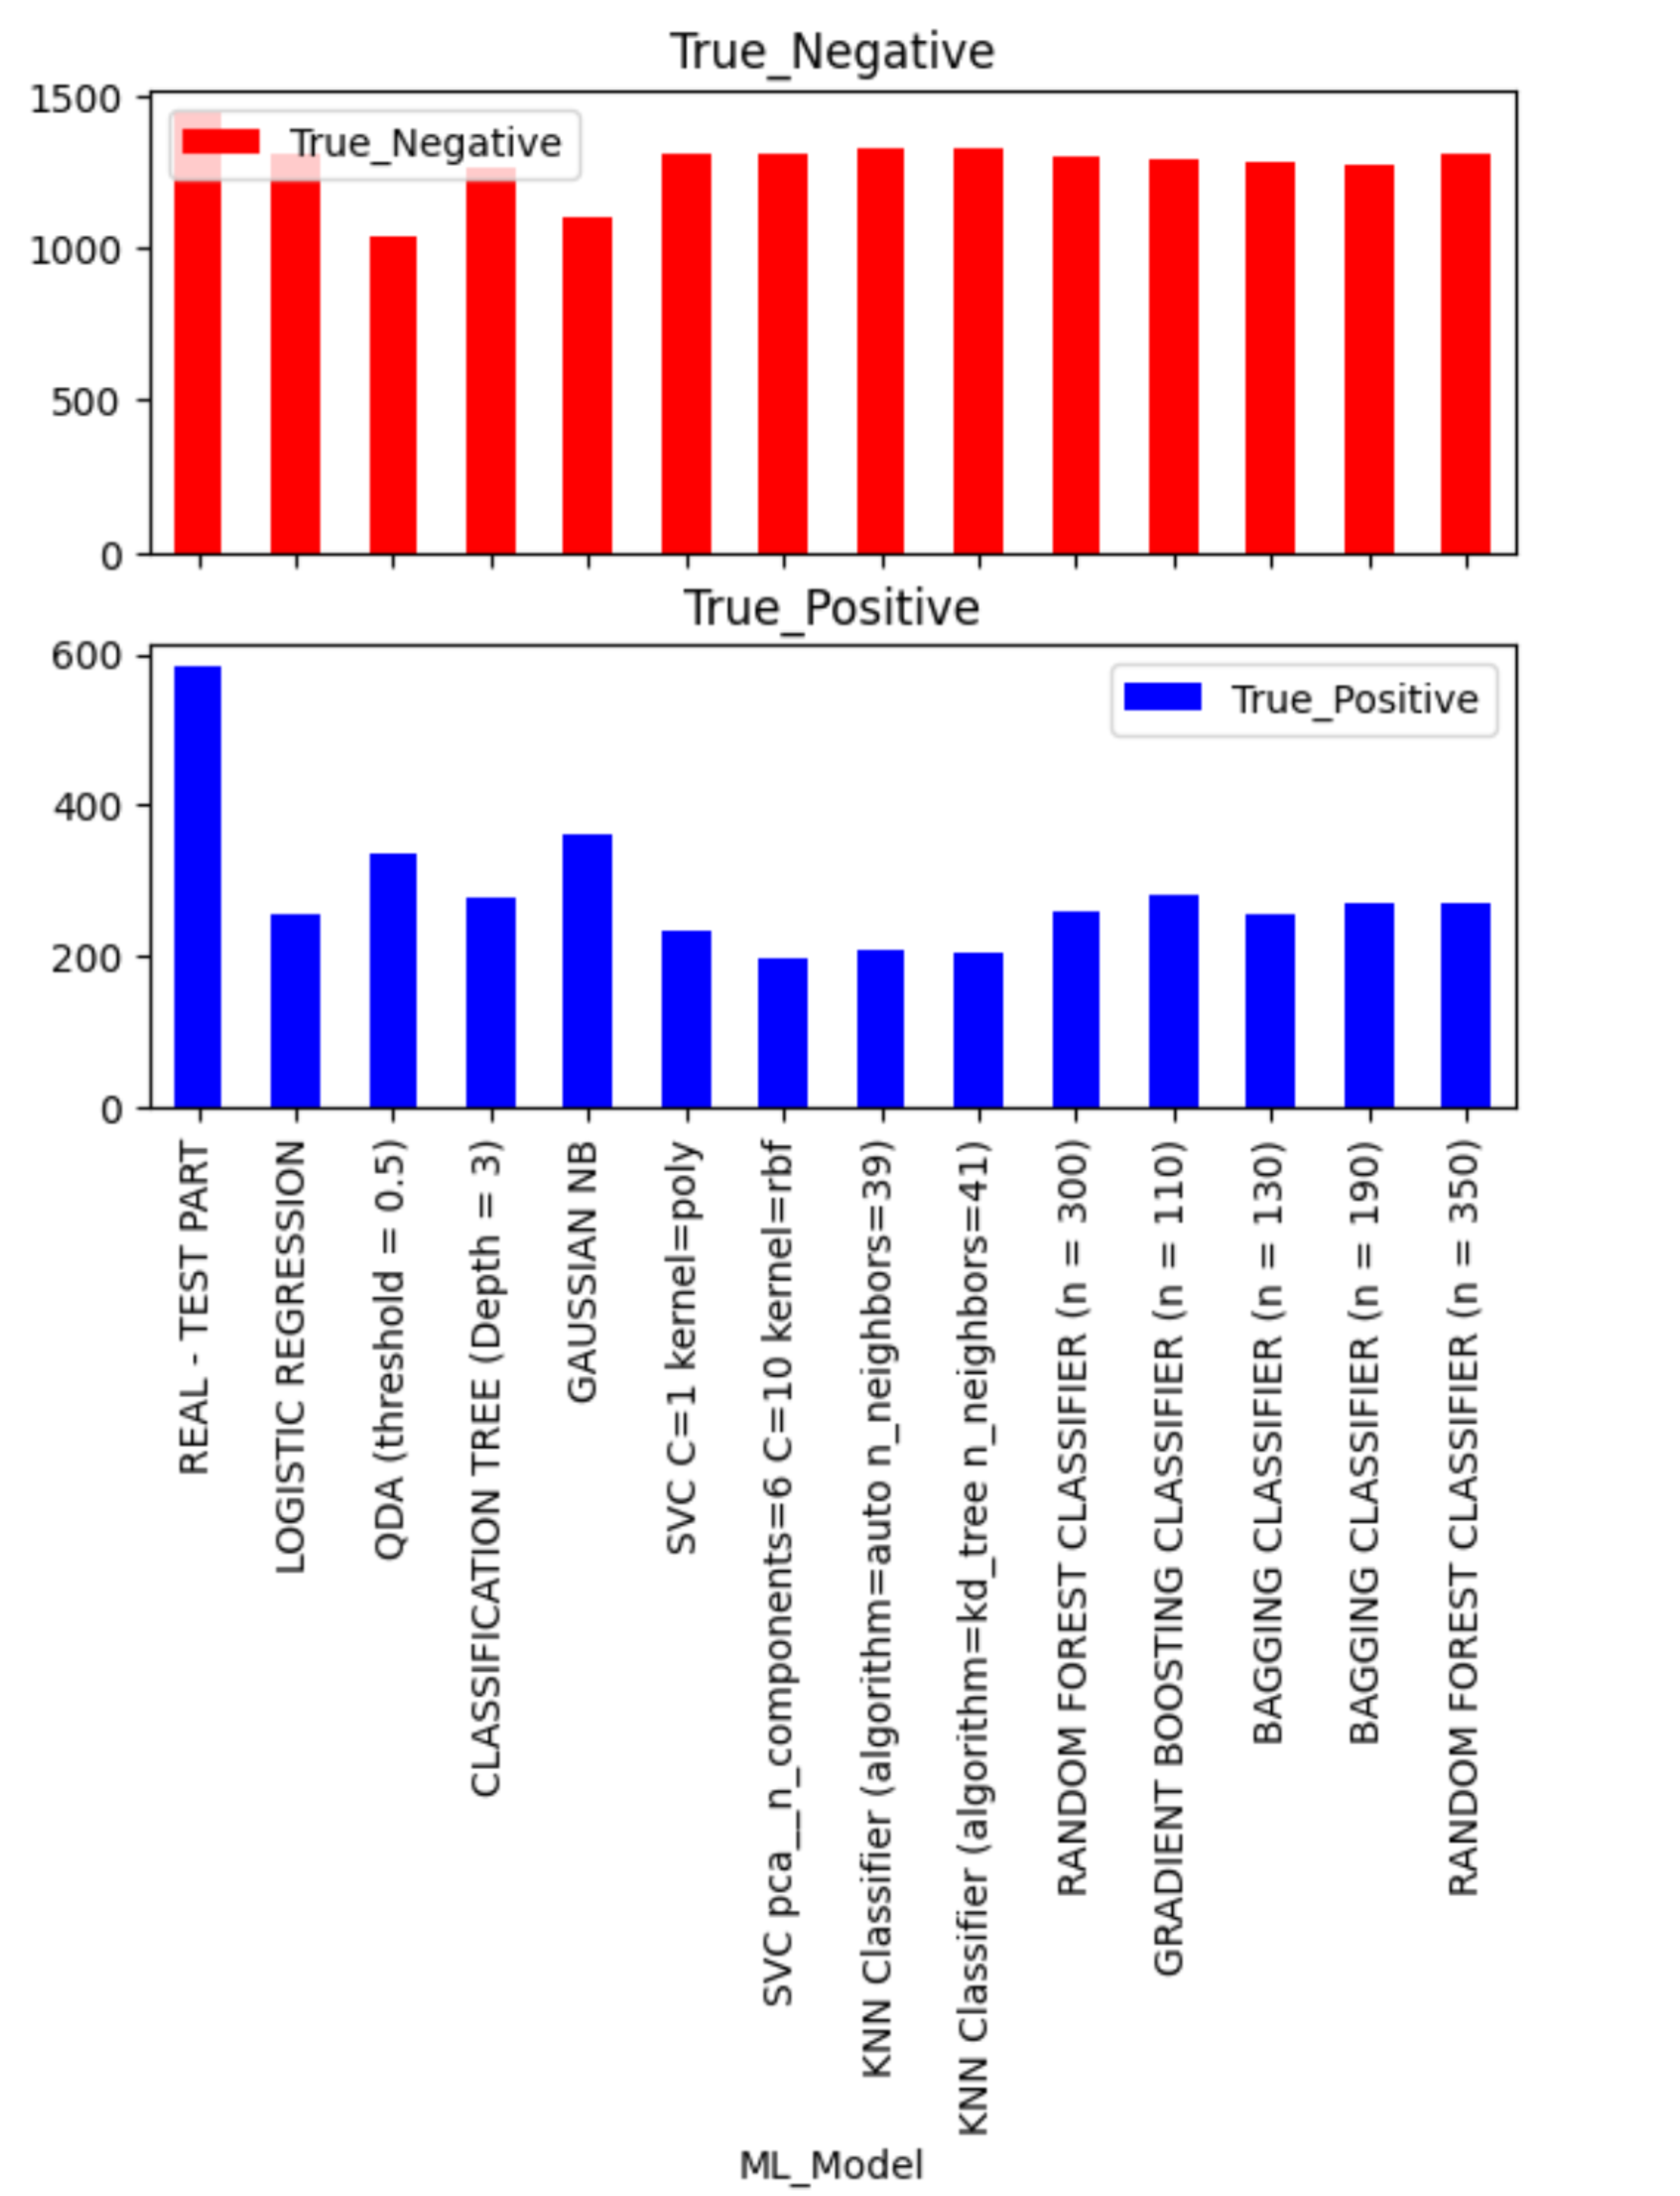 True_Negative
1500
True_Negative
1000
500
0
True_Positive
600
True_Positive
400
200
0
REAL - TEST PART
LOGISTIC REGRESSION
QDA (threshold = 0.5)
CLASSIFICATION TREE (Depth = 3)
GAUSSIAN NB
SVC C=1 kernel=poly
SVC pca__n_components=6 C=10 kernel=rbf
KNN Classifier (algorithm=auto n_neighbors=39)
KNN Classifier (algorithm=kd_tree n_neighbors=41)
RANDOM FOREST CLASSIFIER (n = 300)
GRADIENT BOOSTING CLASSIFIER (n = 110)
BAGGING CLASSIFIER (n = 130)
BAGGING CLASSIFIER (n = 190)
RANDOM FOREST CLASSIFIER (n = 350)
ML_Model